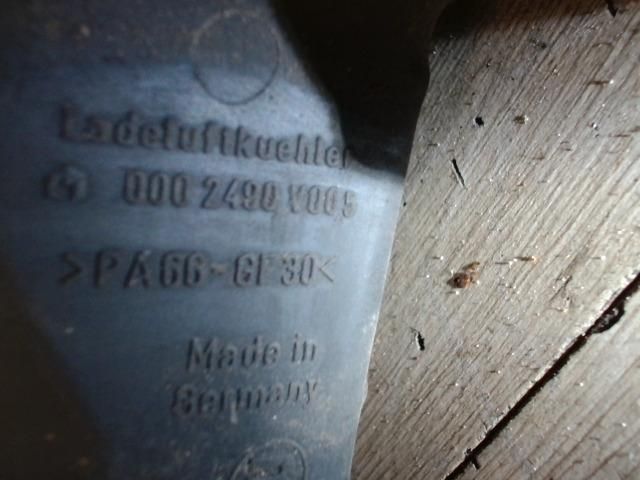 Ladeluftkuehler
000 2490 V005
>PA66-GF30<
Made in
Germany